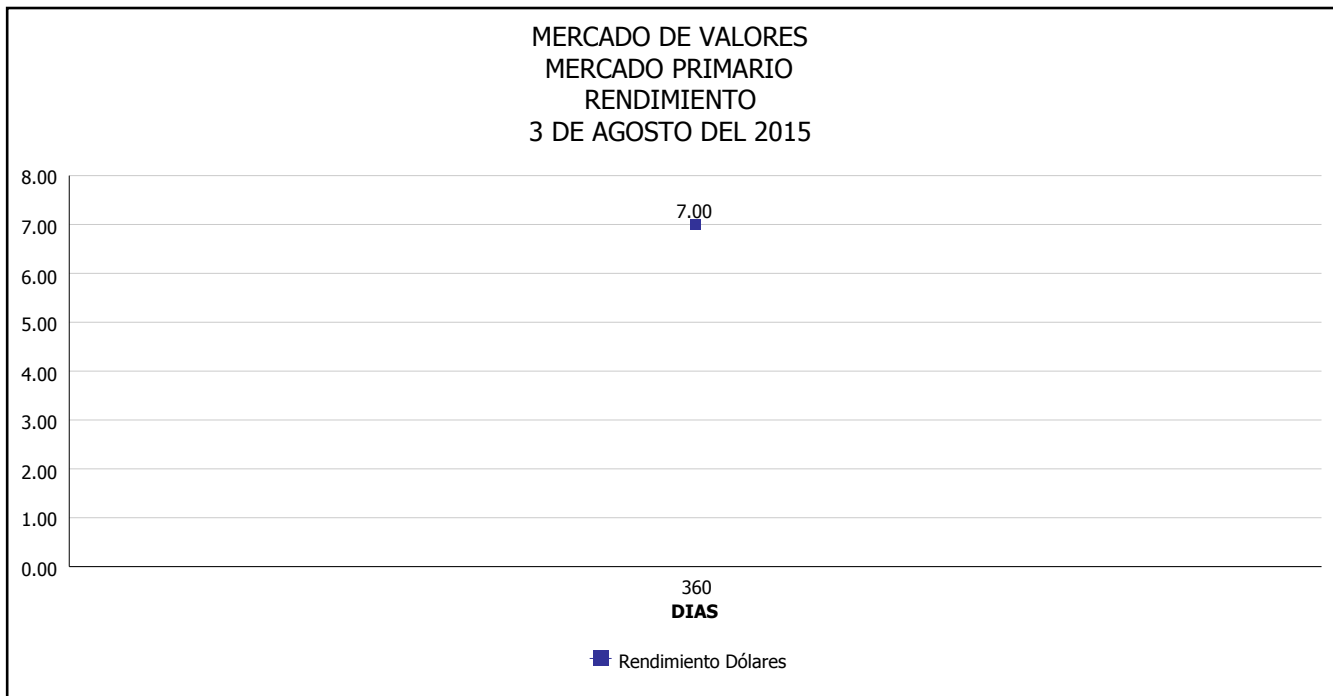 MERCADO DE VALORES
MERCADO PRIMARIO
RENDIMIENTO
3 DE AGOSTO DEL 2015
8.00
7.00
7.00
6.00
5.00
4.00
3.00
2.00
1.00
0.00
360
DIAS
Rendimiento Dólares